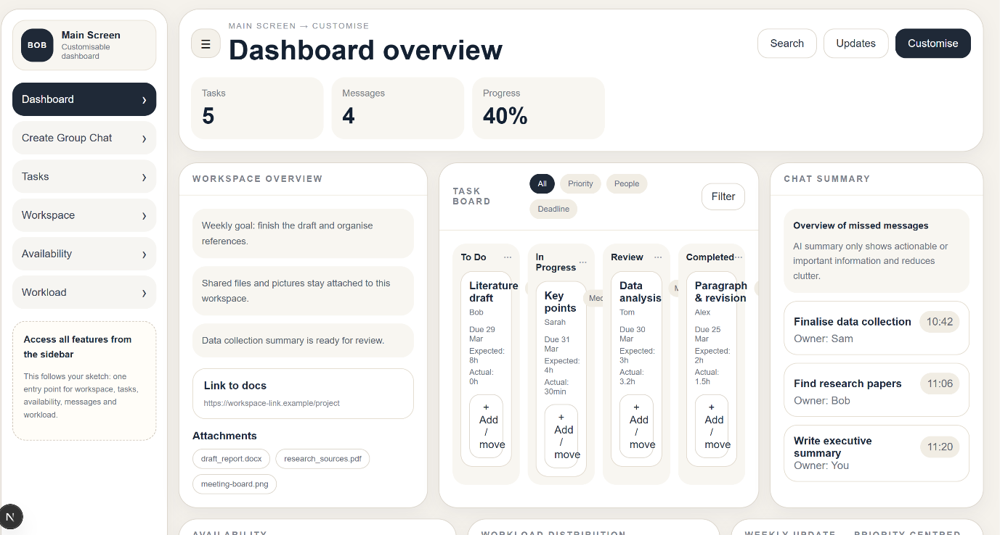 BOB
Main Screen
Customisable
dashboard
Dashboard
Create Group Chat
Tasks
Workspace
Availability
Workload
Access all features from
the sidebar
This follows your sketch: one
entry point for workspace, tasks,
availability, messages and
workload.
N
MAIN SCREEN → CUSTOMISE
Dashboard overview
Search
Updates
Customise
Tasks
5
Messages
4
Progress
40%
WORKSPACE OVERVIEW
Weekly goal: finish the draft and organise
references.
Shared files and pictures stay attached to this
workspace.
Data collection summary is ready for review.
Link to docs
https://workspace-link.example/project
Attachments
draft_report.docx
research_sources.pdf
meeting-board.png
TASK
BOARD
All
Priority
People
Deadline
Filter
To Do
...
Literature
draft
Bob
Due 29
Mar
Expected:
8h
Actual:
0h
+
Add
/
move
In
Progress
...
Key
points
Sarah
Due 31
Mar
Expected:
4h
Actual:
30min
+
Add
/
move
Review
...
Data
analysis
Tom
Due 30
Mar
Expected:
3h
Actual:
3.2h
+
Add
/
move
Completed
...
Paragraph
& revision
Alex
Due 25
Mar
Expected:
2h
Actual:
1.5h
+
Add
/
move
CHAT SUMMARY
Overview of missed messages
AI summary only shows actionable or
important information and reduces
clutter.
Finalise data collection
10:42
Owner: Sam
Find research papers
11:06
Owner: Bob
Write executive
summary
11:20
Owner: You
AVAILABILITY
WORKLOAD DISTRIBUTION